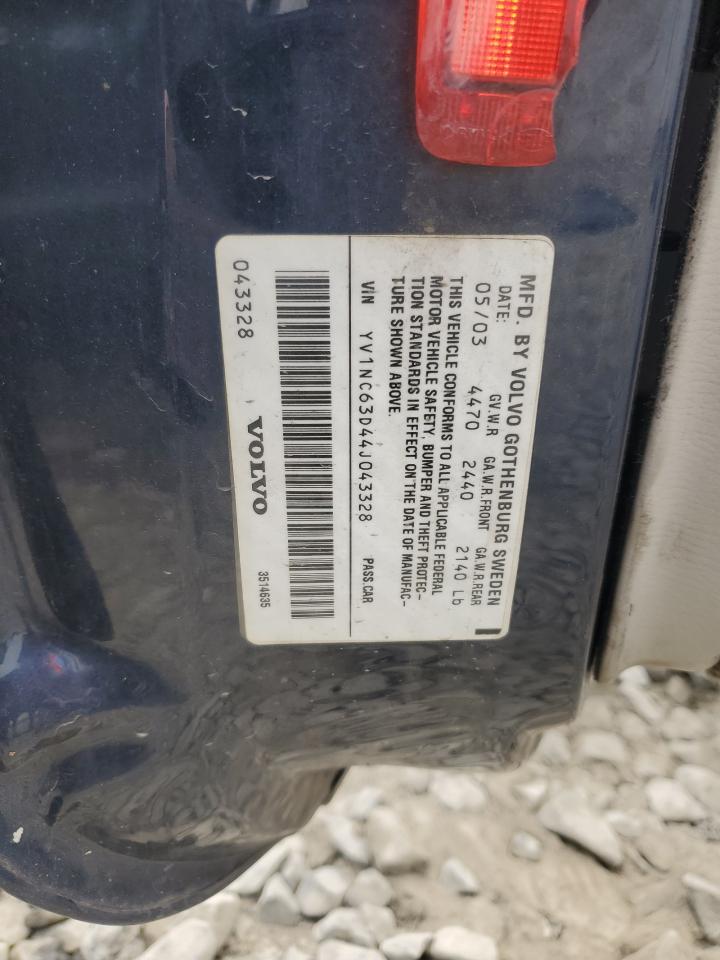 MFD. BY VOLVO GOTHENBURG SWEDEN
DATE: GV.W.R GA.W.R.FRONT GA.W.R.REAR
05/03 4470 2440 2140 Lb
THIS VEHICLE CONFORMS TO ALL APPLICABLE FEDERAL
MOTOR VEHICLE SAFETY, BUMPER AND THEFT PROTEC-
TION STANDARDS IN EFFECT ON THE DATE OF MANUFAC-
TURE SHOWN ABOVE.
VIN YV1NC63D44J043328 PASS.CAR
043328 VOLVO 3514635